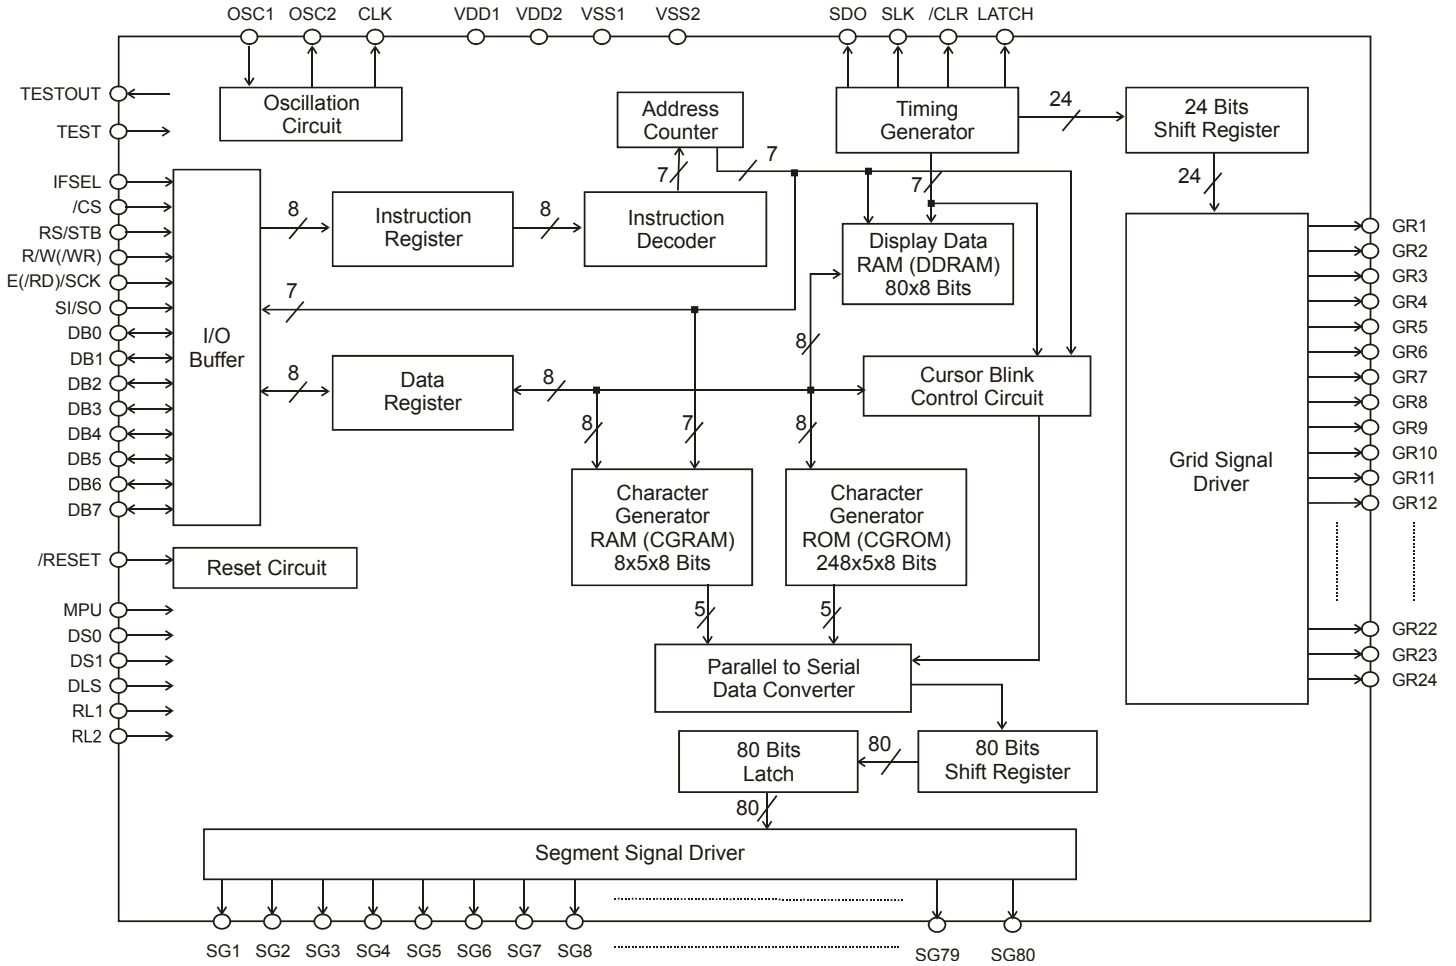 OSC1
OSC2
CLK
VDD1
VDD2
VSS1
VSS2
SDO
SLK
/CLR
LATCH
TESTOUT
TEST
Oscillation
Circuit
Address
Counter
Timing
Generator
24
24 Bits
Shift Register
7
7
7
24
IFSEL
/CS
RS/STB
R/W(/WR)
E(/RD)/SCK
SI/SO
DB0
DB1
DB2
DB3
DB4
DB5
DB6
DB7
I/O
Buffer
8
Instruction
Register
8
Instruction
Decoder
Display Data
RAM (DDRAM)
80x8 Bits
7
8
8
Data
Register
8
Cursor Blink
Control Circuit
8
7
8
Character
Generator
RAM (CGRAM)
8x5x8 Bits
Character
Generator
ROM (CGROM)
248x5x8 Bits
Grid Signal
Driver
GR1
GR2
GR3
GR4
GR5
GR6
GR7
GR8
GR9
GR10
GR11
GR12
GR22
GR23
GR24
/RESET
Reset Circuit
MPU
DS0
DS1
DLS
RL1
RL2
5
5
Parallel to Serial
Data Converter
80 Bits
Latch
80
80 Bits
Shift Register
80
Segment Signal Driver
SG1
SG2
SG3
SG4
SG5
SG6
SG7
SG8
SG79
SG80